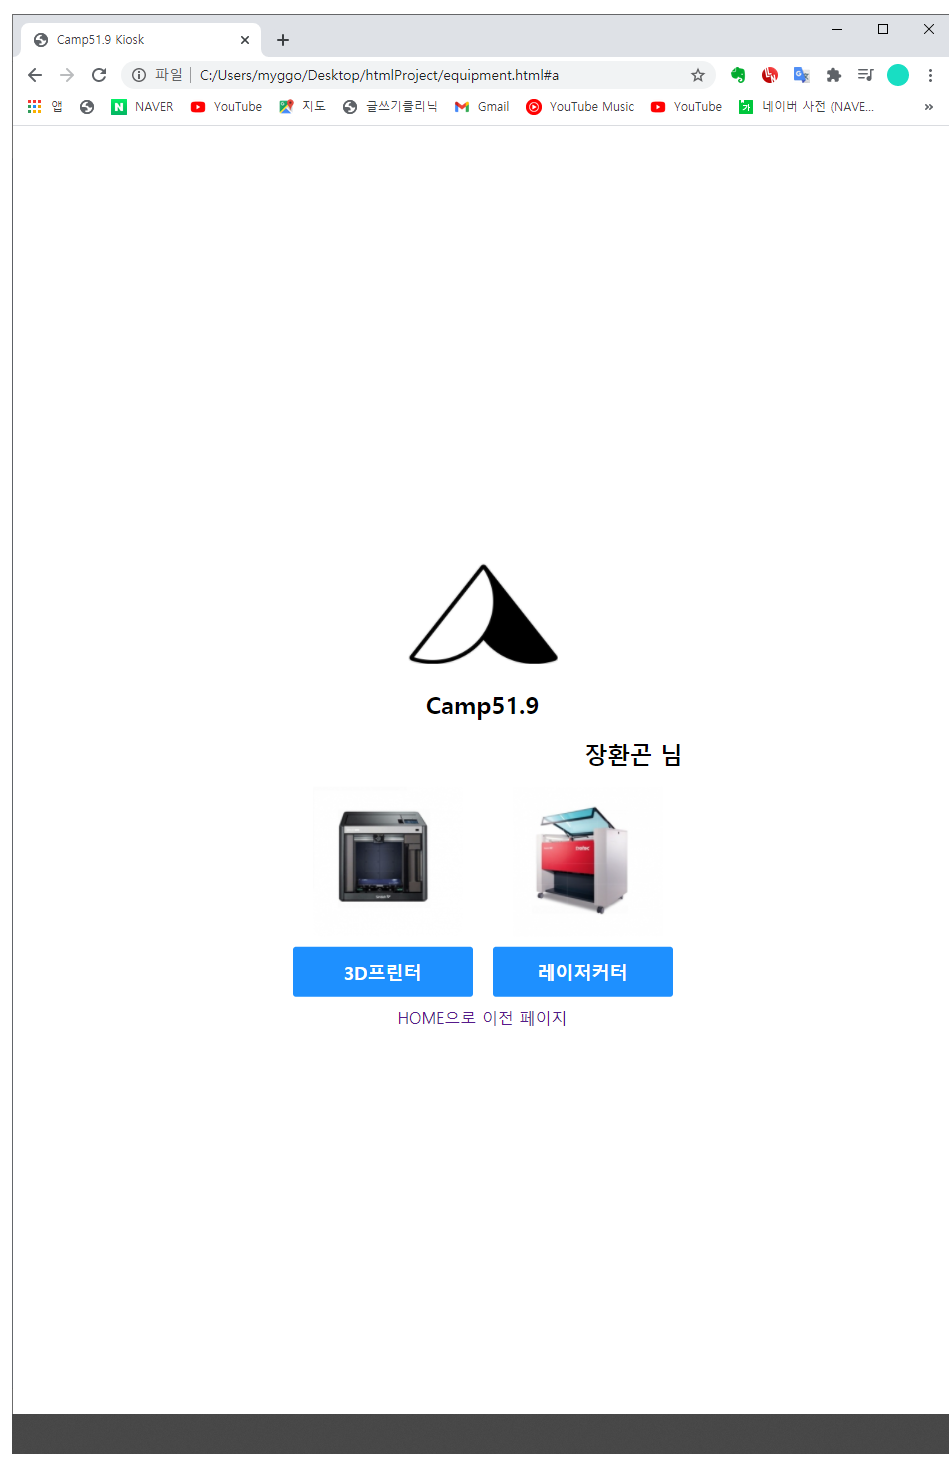 Camp51.9 Kiosk
파일 C:/Users/myggo/Desktop/htmlProject/equipment.html#a
앱 NAVER YouTube 지도 글쓰기클리닉 Gmail YouTube Music YouTube 네이버 사전 (NAVE...
Camp51.9
장환곤 님
3D프린터 레이저커터
HOME으로 이전 페이지